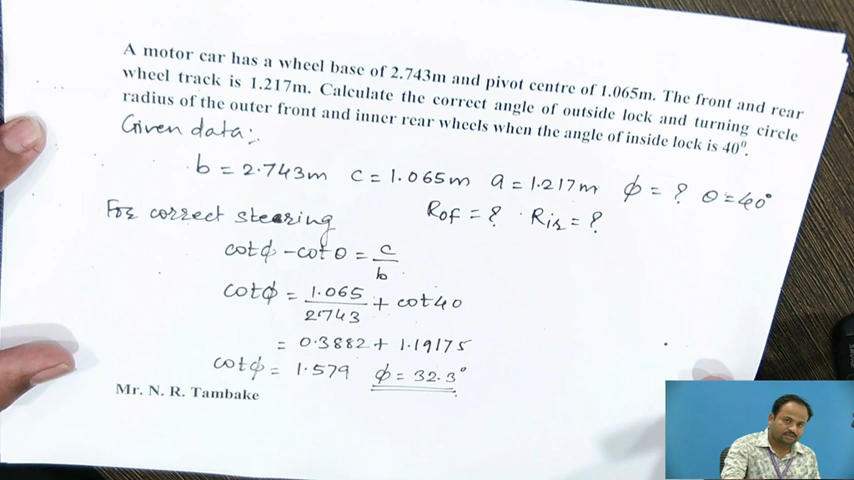 A motor car has a wheel base of 2.743m and pivot centre of 1.065m. The front and rear
wheel track is 1.217m. Calculate the correct angle of outside lock and turning circle
radius of the outer front and inner rear wheels when the angle of inside lock is 40⁰.
Given data:-
b = 2.743m c = 1.065m a = 1.217m ϕ = ? θ = 40°
Rof = ? Rir = ?
For correct steering
cotϕ - cotθ = c/b
cotϕ = 1.065/2.743 + cot40
= 0.3882 + 1.19175
cotϕ = 1.579 ϕ = 32.3°
Mr. N. R. Tambake